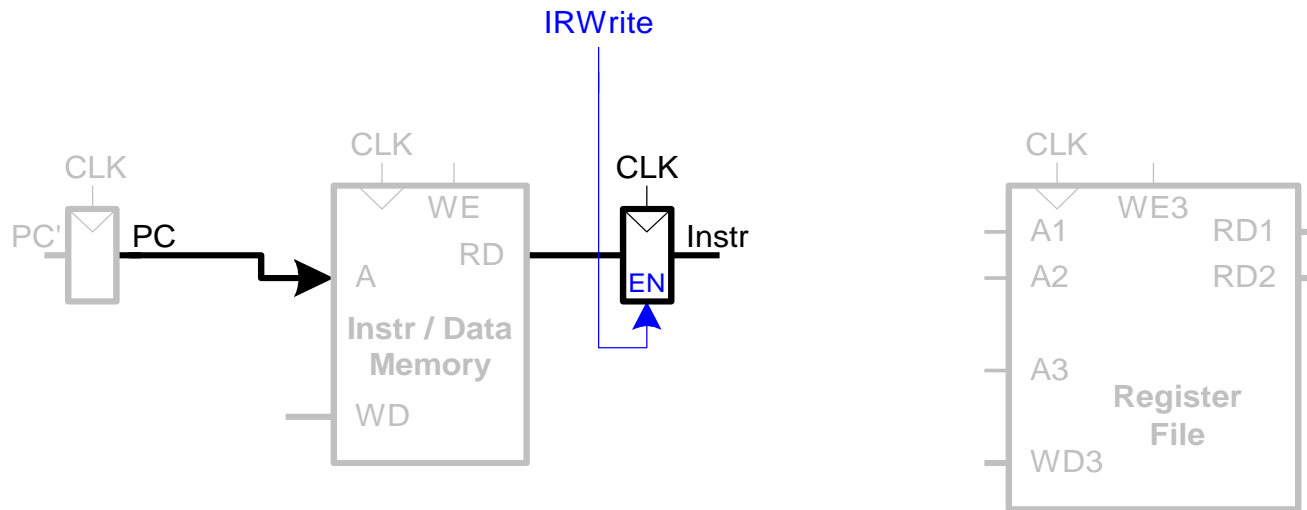 IRWrite
CLK
PC'
PC
CLK
WE
A
RD
Instr / Data
Memory
WD
CLK
EN
Instr
CLK
WE3
A1
RD1
A2
RD2
A3
Register
File
WD3